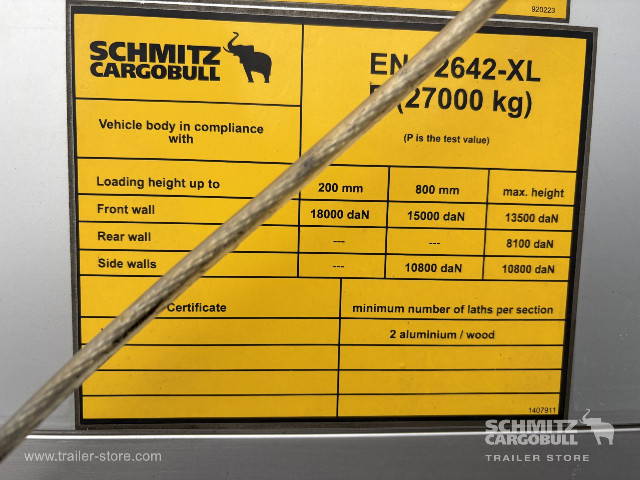 920223
SCHMITZ
CARGOBULL
EN 2642-XL
(27000 kg)
Vehicle body in compliance
with
(P is the test value)
Loading height up to 200 mm 800 mm max. height
Front wall 18000 daN 15000 daN 13500 daN
Rear wall --- --- 8100 daN
Side walls --- 10800 daN 10800 daN
Certificate minimum number of laths per section
2 aluminium / wood
1407911
SCHMITZ
CARGOBULL
TRAILER STORE
www.trailer-store.com